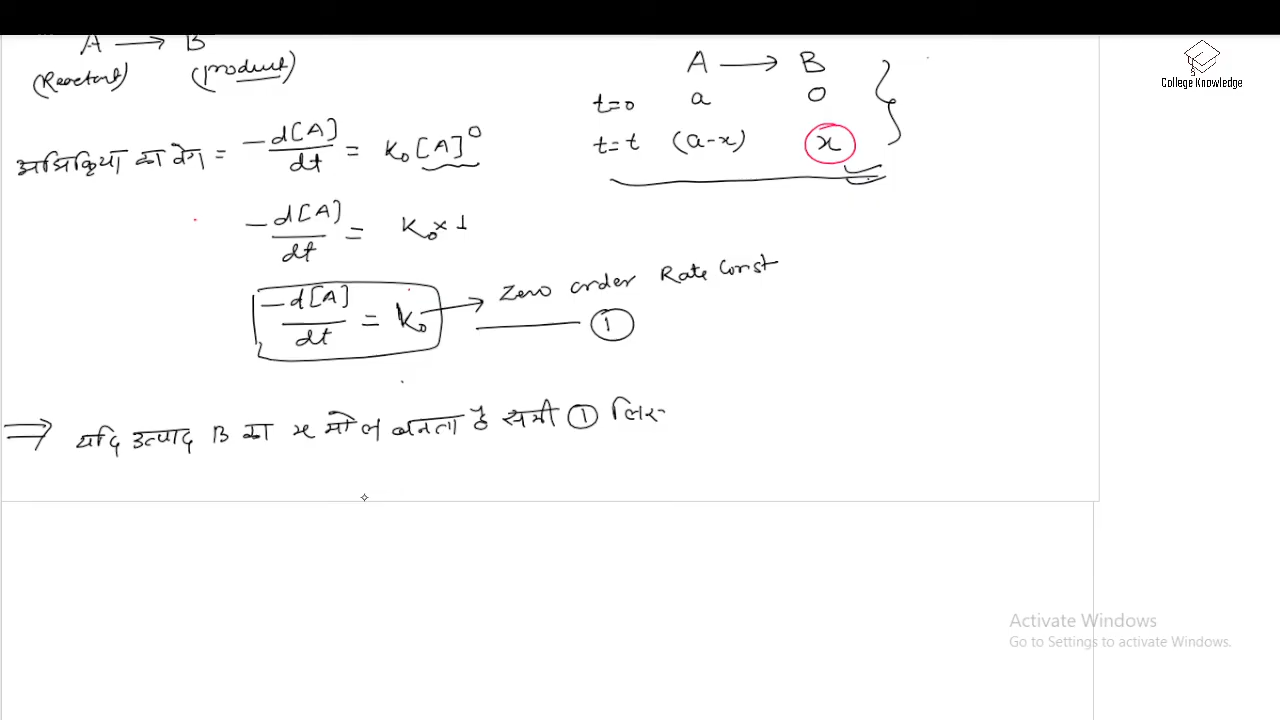 A → B
(Reactant) (product)
अभिक्रिया का वेग = -d[A]/dt = K₀[A]⁰
-d[A]/dt = K₀×1
-d[A]/dt = K₀ → Zero order Rate Const
①
A → B
t=0 a 0
t=t (a-x) x
⇒ यदि उत्पाद B का x मोल बनता है समी ① लिख
College Knowledge
Activate Windows
Go to Settings to activate Windows.